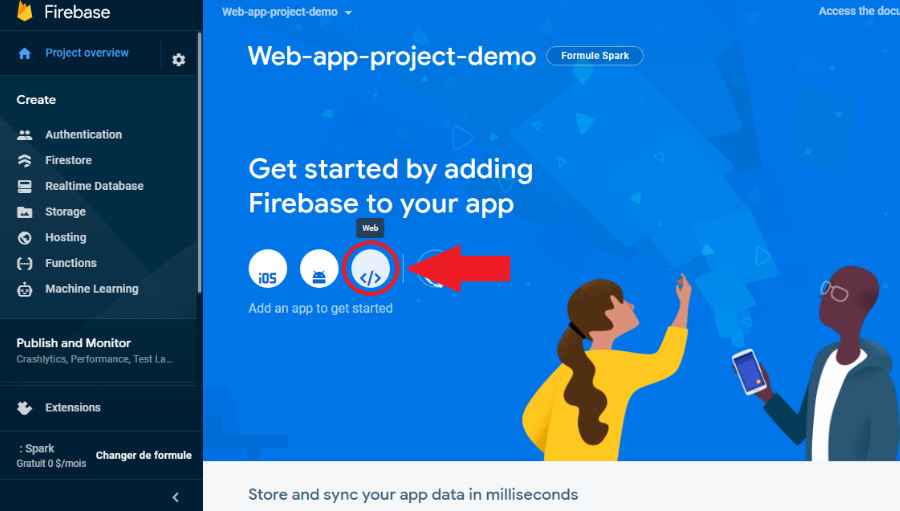 Firebase
Web-app-project-demo
Access the docu
Project overview
Web-app-project-demo
Formule Spark
Create
Authentication
Firestore
Realtime Database
Storage
Hosting
Functions
Machine Learning
Get started by adding
Firebase to your app
Web
iOS
</>
Add an app to get started
Publish and Monitor
Crashlytics, Performance, Test La...
Extensions
: Spark
Gratuit 0 $/mois
Changer de formule
Store and sync your app data in milliseconds